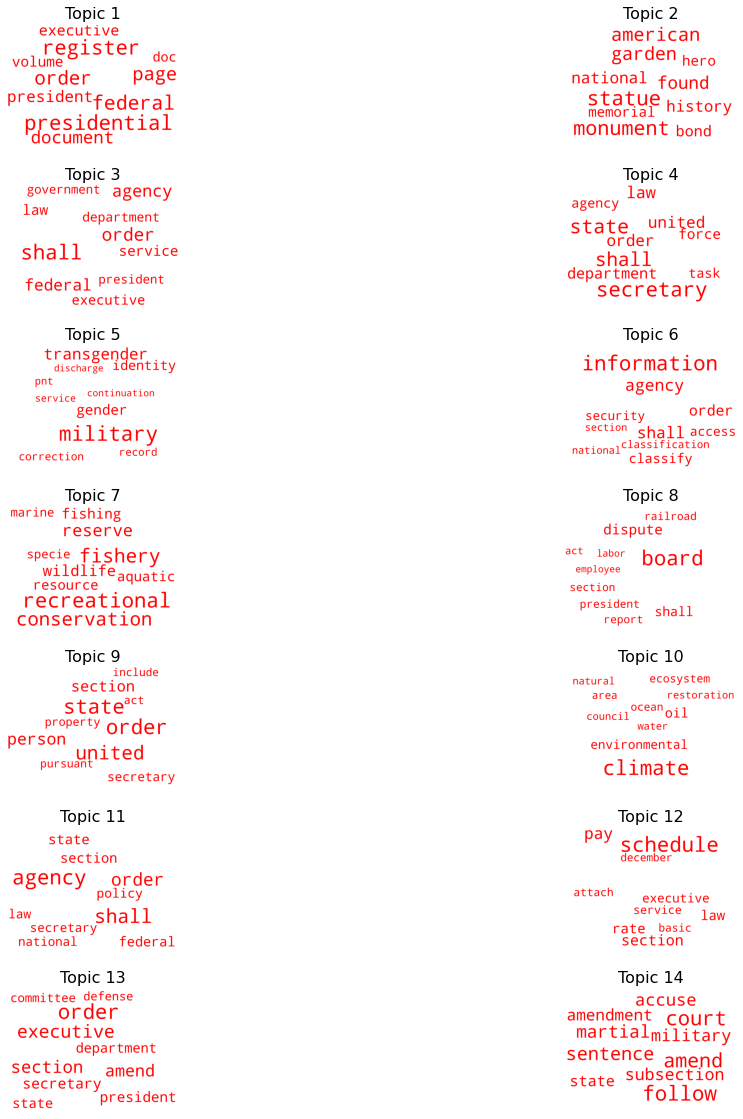 Topic 1
executive
register
doc
volume
page
order
president
federal
presidential
document
Topic 2
american
garden
hero
national
found
statue
history
memorial
monument
bond
Topic 3
government
agency
law
department
order
shall
service
president
federal
executive
Topic 4
law
agency
state
united
force
order
shall
department
task
secretary
Topic 5
transgender
discharge
identity
pnt
continuation
service
gender
military
record
correction
Topic 6
information
agency
order
security
section
shall
access
classification
national
classify
Topic 7
marine
fishing
reserve
specie
fishery
wildlife
aquatic
resource
recreational
conservation
Topic 8
railroad
dispute
act
labor
board
employee
section
president
shall
report
Topic 9
include
section
state
act
property
order
person
united
pursuant
secretary
Topic 10
natural
ecosystem
area
restoration
ocean
oil
council
water
environmental
climate
Topic 11
state
section
agency
order
policy
law
shall
secretary
national
federal
Topic 12
pay
schedule
december
attach
executive
service
law
rate
basic
section
Topic 13
committee
defense
order
executive
department
section
amend
secretary
president
state
Topic 14
accuse
amendment
court
martial
military
sentence
amend
state
subsection
follow